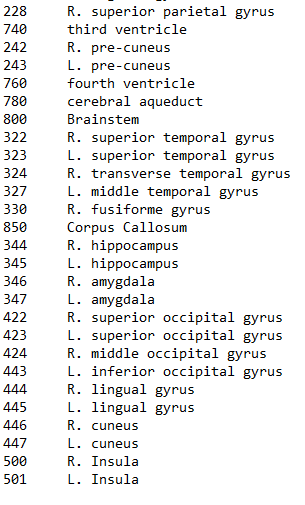 228 R. superior parietal gyrus
740 third ventricle
242 R. pre-cuneus
243 L. pre-cuneus
760 fourth ventricle
780 cerebral aqueduct
800 Brainstem
322 R. superior temporal gyrus
323 L. superior temporal gyrus
324 R. transverse temporal gyrus
327 L. middle temporal gyrus
330 R. fusiforme gyrus
850 Corpus Callosum
344 R. hippocampus
345 L. hippocampus
346 R. amygdala
347 L. amygdala
422 R. superior occipital gyrus
423 L. superior occipital gyrus
424 R. middle occipital gyrus
443 L. inferior occipital gyrus
444 R. lingual gyrus
445 L. lingual gyrus
446 R. cuneus
447 L. cuneus
500 R. Insula
501 L. Insula